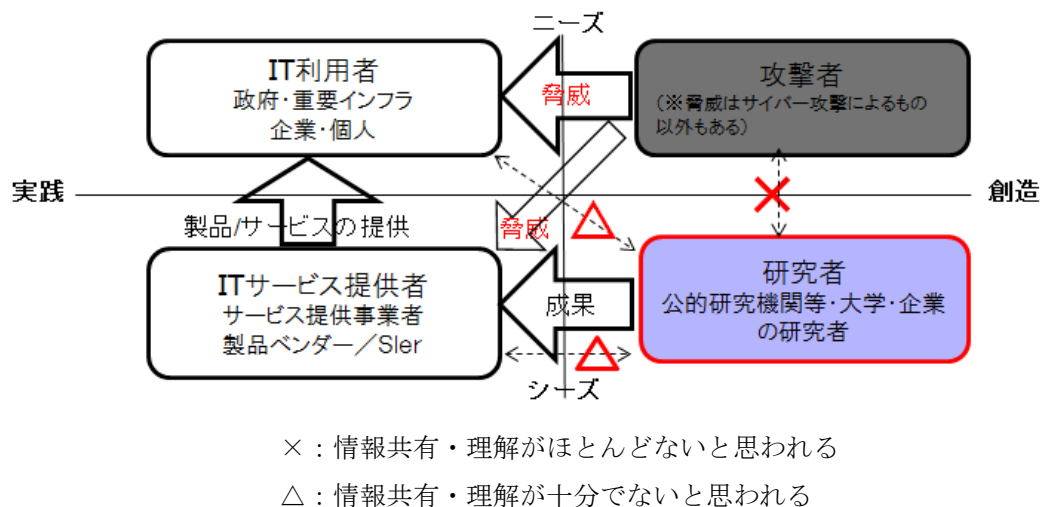 ニーズ
IT利用者
政府・重要インフラ
企業・個人
脅威
攻撃者
(※脅威はサイバー攻撃によるもの
以外もある)
実践
創造
製品/サービスの提供
脅威
ITサービス提供者
サービス提供事業者
製品ベンダー／SIer
成果
研究者
公的研究機関等・大学・企業
の研究者
シーズ
×：情報共有・理解がほとんどないと思われる
△：情報共有・理解が十分でないと思われる